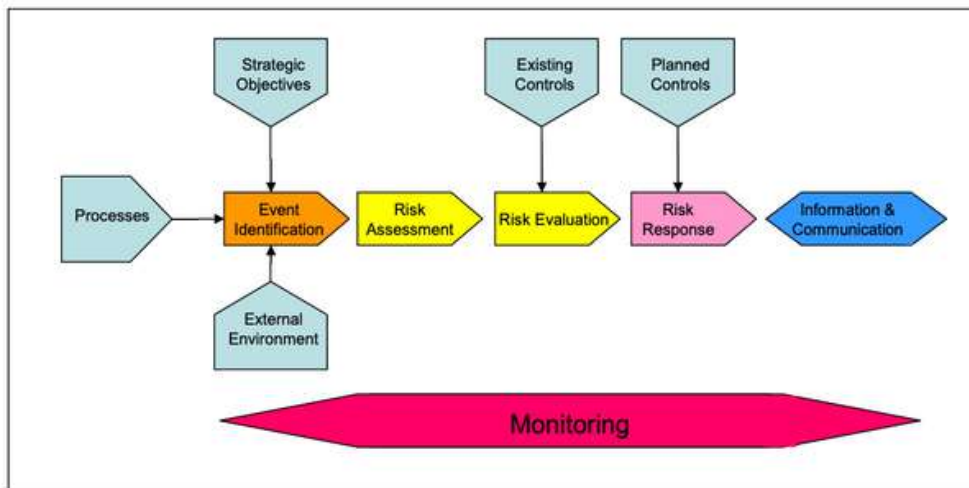 Strategic
Objectives
Existing
Controls
Planned
Controls
Processes
Event
Identification
Risk
Assessment
Risk Evaluation
Risk
Response
Information &
Communication
External
Environment
Monitoring